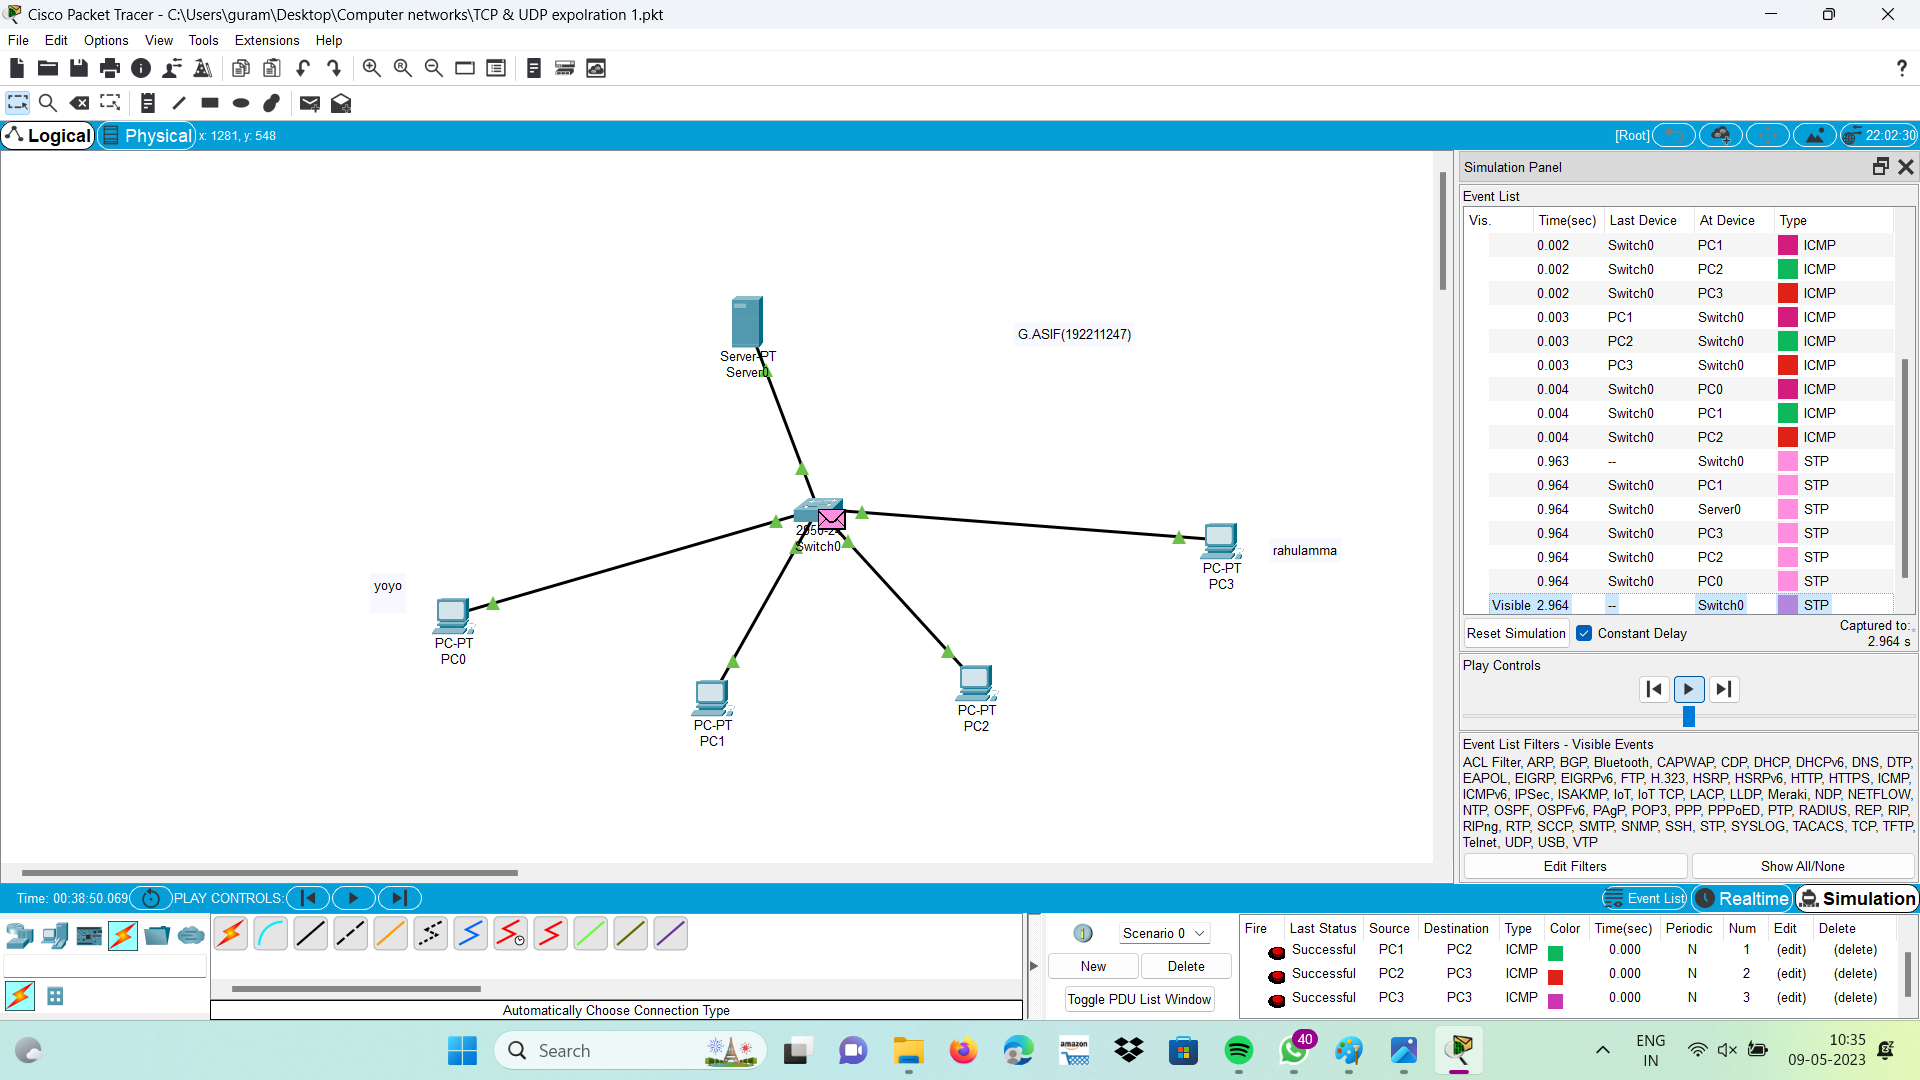 Cisco Packet Tracer - C:\Users\guram\Desktop\Computer networks\TCP & UDP expolration 1.pkt
File Edit Options View Tools Extensions Help
Logical Physical x: 1281, y: 548 [Root] 22:02:30
Simulation Panel
Event List
Vis. Time(sec) Last Device At Device Type
0.002 Switch0 PC1 ICMP
0.002 Switch0 PC2 ICMP
0.002 Switch0 PC3 ICMP
0.003 PC1 Switch0 ICMP
0.003 PC2 Switch0 ICMP
0.003 PC3 Switch0 ICMP
0.004 Switch0 PC0 ICMP
0.004 Switch0 PC1 ICMP
0.004 Switch0 PC2 ICMP
0.963 -- Switch0 STP
0.964 Switch0 PC1 STP
0.964 Switch0 Server0 STP
0.964 Switch0 PC3 STP
0.964 Switch0 PC2 STP
0.964 Switch0 PC0 STP
Visible 2.964 -- Switch0 STP
Reset Simulation Constant Delay Captured to:
2.964 s
Play Controls
Event List Filters - Visible Events
ACL Filter, ARP, BGP, Bluetooth, CAPWAP, CDP, DHCP, DHCPv6, DNS, DTP,
EAPOL, EIGRP, EIGRPv6, FTP, H.323, HSRP, HSRPv6, HTTP, HTTPS, ICMP,
ICMPv6, IPSec, ISAKMP, IoT, IoT TCP, LACP, LLDP, Meraki, NDP, NETFLOW,
NTP, OSPF, OSPFv6, PAgP, POP3, PPP, PPPoED, PTP, RADIUS, REP, RIP,
RIPng, RTP, SCCP, SMTP, SNMP, SSH, STP, SYSLOG, TACACS, TCP, TFTP,
Telnet, UDP, USB, VTP
Edit Filters Show All/None
Server-PT
Server0
G.ASIF(192211247)
Switch0
PC-PT
PC3
rahulamma
yoyo
PC-PT
PC0
PC-PT
PC1
PC-PT
PC2
Time: 00:38:50.069 PLAY CONTROLS: Event List Realtime Simulation
Scenario 0
New Delete
Toggle PDU List Window
Fire Last Status Source Destination Type Color Time(sec) Periodic Num Edit Delete
Successful PC1 PC2 ICMP 0.000 N 1 (edit) (delete)
Successful PC2 PC3 ICMP 0.000 N 2 (edit) (delete)
Successful PC3 PC3 ICMP 0.000 N 3 (edit) (delete)
Automatically Choose Connection Type
Search
amazon
40
ENG
IN
10:35
09-05-2023